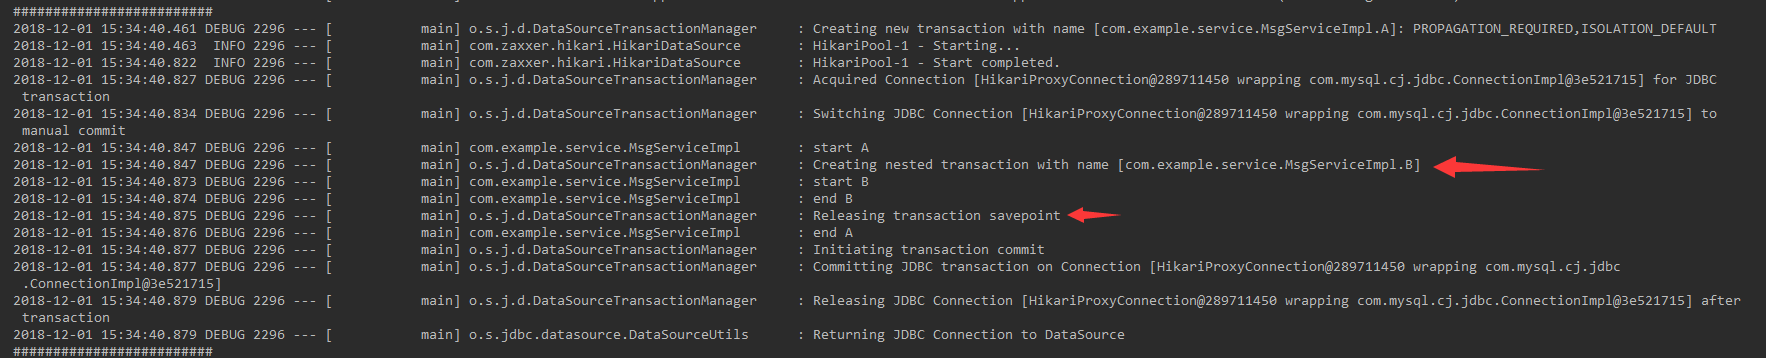 ##########################
2018-12-01 15:34:40.461 DEBUG 2296 --- [           main] o.s.j.d.DataSourceTransactionManager     : Creating new transaction with name [com.example.service.MsgServiceImpl.A]: PROPAGATION_REQUIRED,ISOLATION_DEFAULT
2018-12-01 15:34:40.463  INFO 2296 --- [           main] com.zaxxer.hikari.HikariDataSource       : HikariPool-1 - Starting...
2018-12-01 15:34:40.822  INFO 2296 --- [           main] com.zaxxer.hikari.HikariDataSource       : HikariPool-1 - Start completed.
2018-12-01 15:34:40.827 DEBUG 2296 --- [           main] o.s.j.d.DataSourceTransactionManager     : Acquired Connection [HikariProxyConnection@289711450 wrapping com.mysql.cj.jdbc.ConnectionImpl@3e521715] for JDBC
transaction
2018-12-01 15:34:40.834 DEBUG 2296 --- [           main] o.s.j.d.DataSourceTransactionManager     : Switching JDBC Connection [HikariProxyConnection@289711450 wrapping com.mysql.cj.jdbc.ConnectionImpl@3e521715] to
manual commit
2018-12-01 15:34:40.847 DEBUG 2296 --- [           main] com.example.service.MsgServiceImpl       : start A
2018-12-01 15:34:40.847 DEBUG 2296 --- [           main] o.s.j.d.DataSourceTransactionManager     : Creating nested transaction with name [com.example.service.MsgServiceImpl.B]
2018-12-01 15:34:40.873 DEBUG 2296 --- [           main] com.example.service.MsgServiceImpl       : start B
2018-12-01 15:34:40.874 DEBUG 2296 --- [           main] com.example.service.MsgServiceImpl       : end B
2018-12-01 15:34:40.875 DEBUG 2296 --- [           main] o.s.j.d.DataSourceTransactionManager     : Releasing transaction savepoint
2018-12-01 15:34:40.876 DEBUG 2296 --- [           main] com.example.service.MsgServiceImpl       : end A
2018-12-01 15:34:40.877 DEBUG 2296 --- [           main] o.s.j.d.DataSourceTransactionManager     : Initiating transaction commit
2018-12-01 15:34:40.877 DEBUG 2296 --- [           main] o.s.j.d.DataSourceTransactionManager     : Committing JDBC transaction on Connection [HikariProxyConnection@289711450 wrapping com.mysql.cj.jdbc
.ConnectionImpl@3e521715]
2018-12-01 15:34:40.879 DEBUG 2296 --- [           main] o.s.j.d.DataSourceTransactionManager     : Releasing JDBC Connection [HikariProxyConnection@289711450 wrapping com.mysql.cj.jdbc.ConnectionImpl@3e521715] after
transaction
2018-12-01 15:34:40.879 DEBUG 2296 --- [           main] o.s.jdbc.datasource.DataSourceUtils      : Returning JDBC Connection to DataSource
##########################